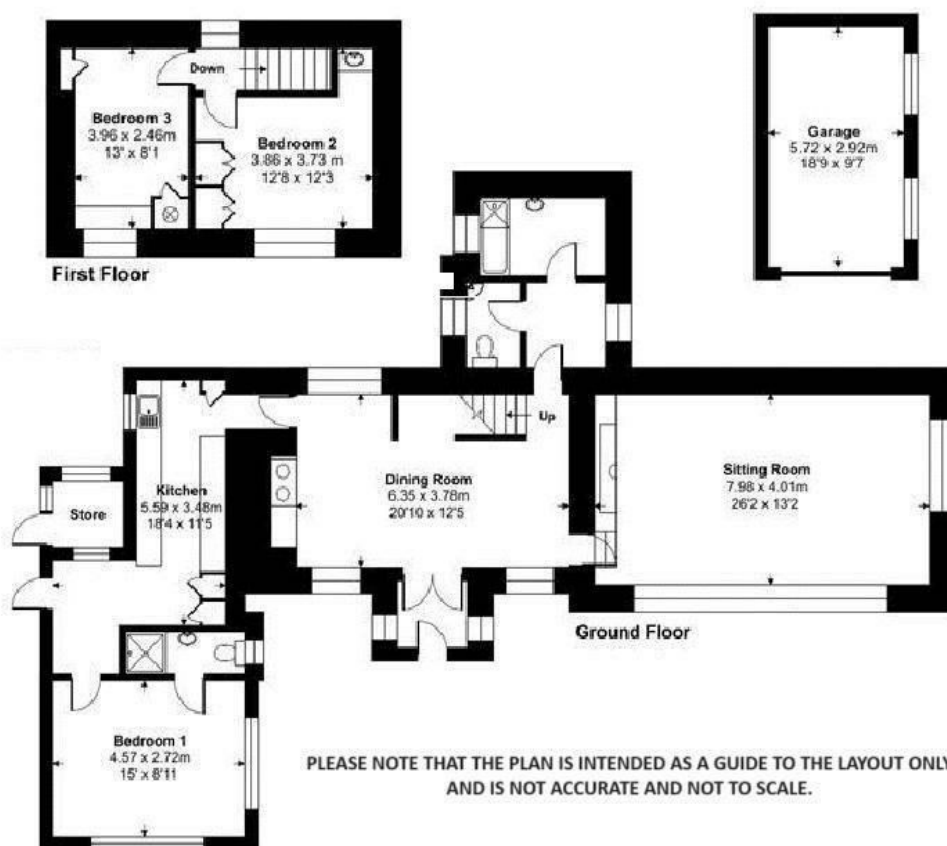 Down
Bedroom 3
3.96 x 2.46m
13' x 8'1
Bedroom 2
3.86 x 3.73 m
12'8 x 12'3
First Floor
Garage
5.72 x 2.92m
18'9 x 9'7
Up
Kitchen
5.59 x 3.48m
18'4 x 11'5
Store
Dining Room
6.35 x 3.78m
20'10 x 12'5
Sitting Room
7.98 x 4.01m
26'2 x 13'2
Ground Floor
Bedroom 1
4.57 x 2.72m
15' x 8'11
PLEASE NOTE THAT THE PLAN IS INTENDED AS A GUIDE TO THE LAYOUT ONLY
AND IS NOT ACCURATE AND NOT TO SCALE.